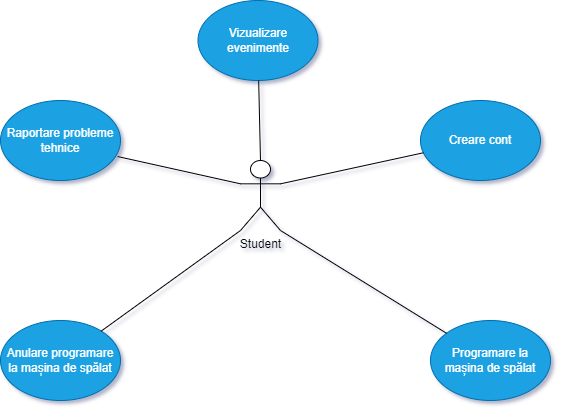 Vizualizare
evenimente
Raportare probleme
tehnice
Creare cont
Student
Anulare programare
la mașina de spălat
Programare la
mașina de spălat